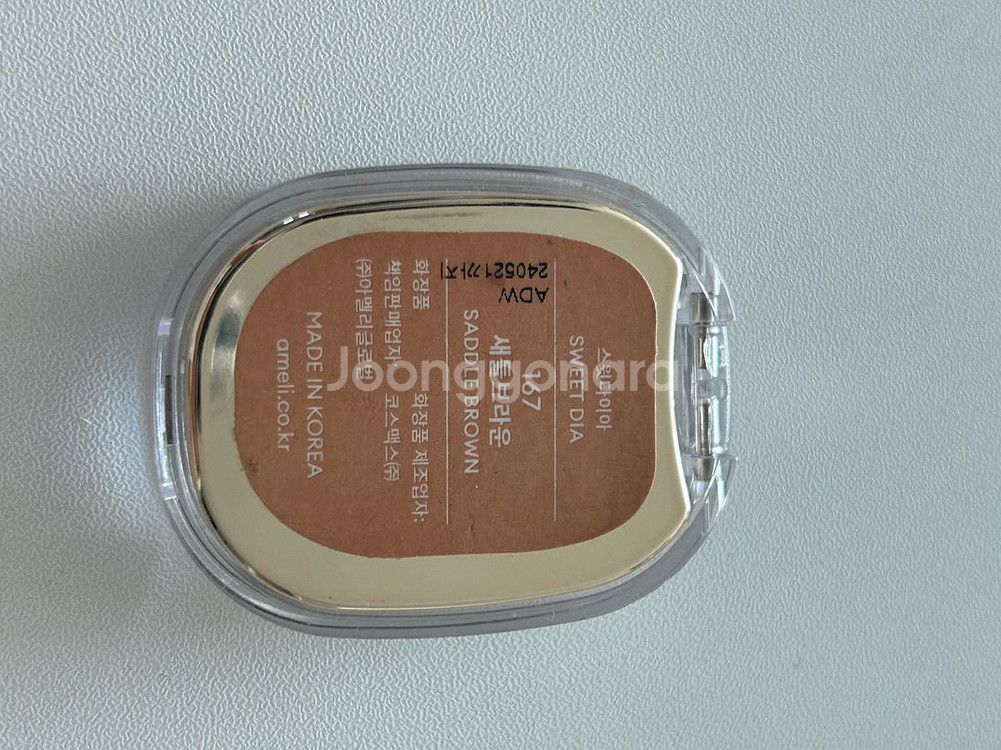 스윗다이아
SWEET DIA
167
새들브라운
SADDLE BROWN
ADW
240521까지
화장품
책임판매업자: 화장품 제조업자:
(주)아멜리글로벌 코스맥스(주)
MADE IN KOREA
ameli.co.kr
Joonggonara